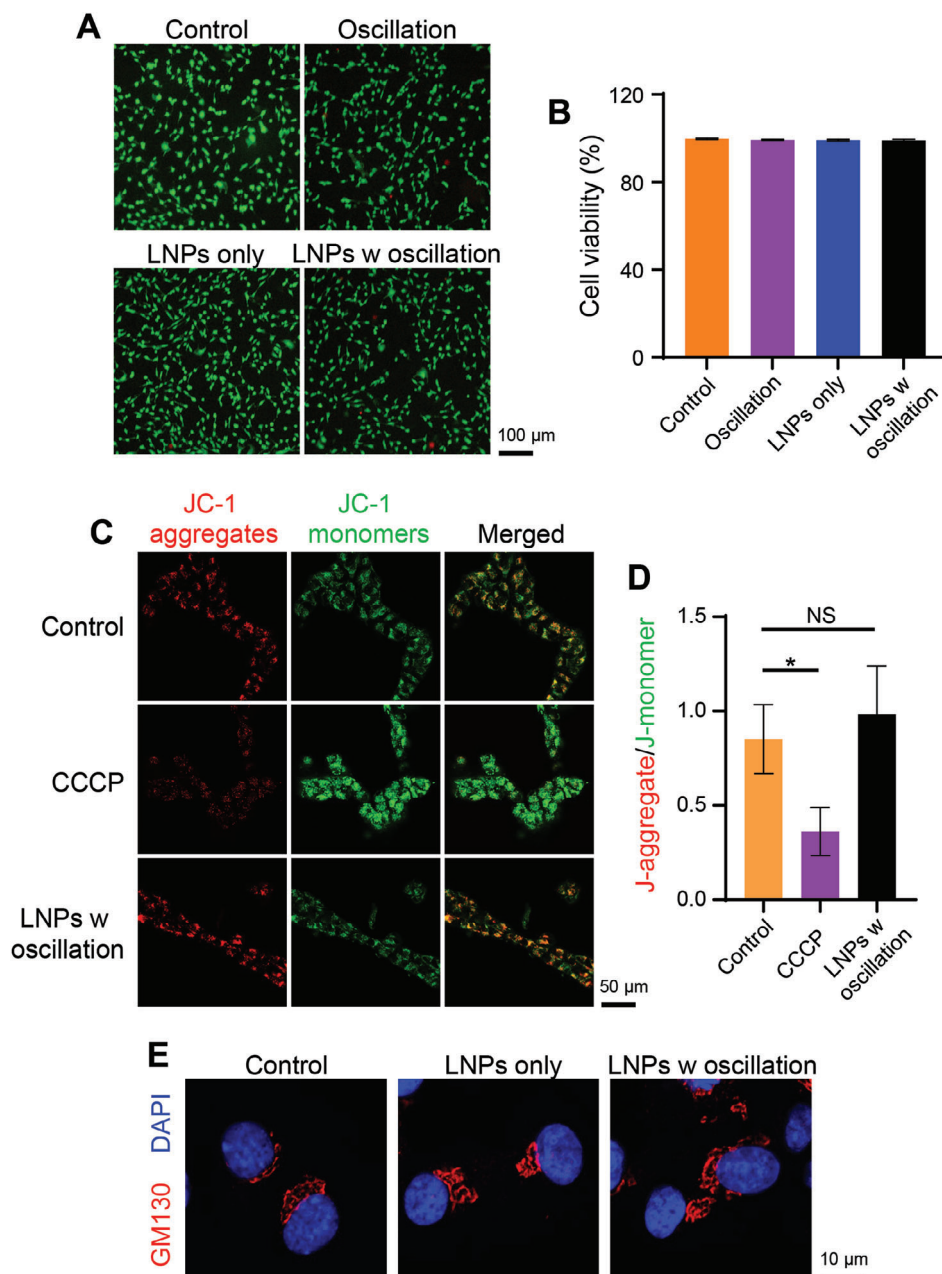 A
Control
Oscillation
LNPs only
LNPs w oscillation
100 µm
B
Cell viability (%)
120
80
40
0
Control
Oscillation
LNPs only
LNPs w
oscillation
C
JC-1
aggregates
JC-1
monomers
Merged
Control
CCCP
LNPs w
oscillation
50 µm
D
J-aggregate/J-monomer
1.5
1.0
0.5
0.0
NS
*
Control
CCCP
LNPs w
oscillation
E
Control
LNPs only
LNPs w oscillation
GM130 DAPI
10 µm